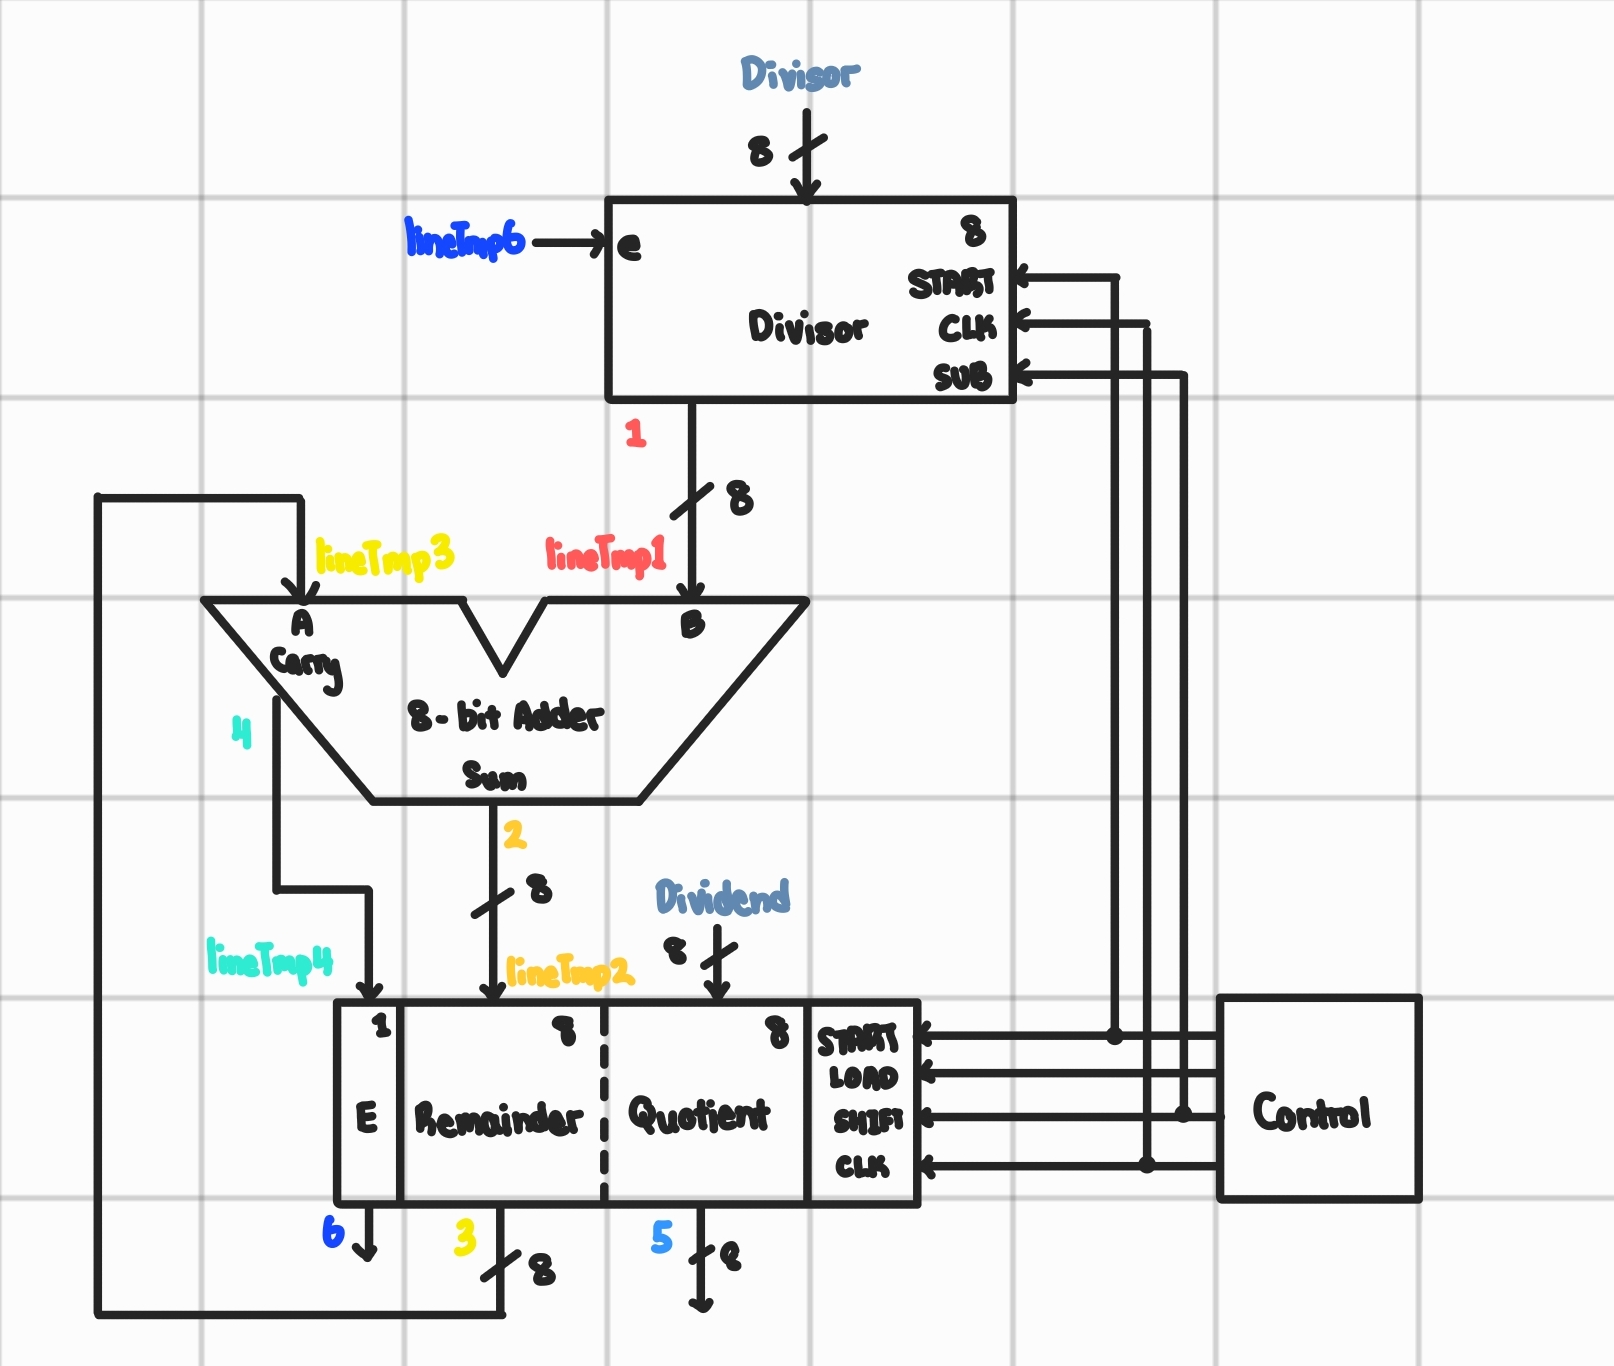 Divisor
8
lineTmp6
e
8
START
Divisor
CLK
SUB
1
8
lineTmp3
lineTmp1
A
B
Carry
4
8-bit Adder
Sum
2
8
Dividend
8
lineTmp4
lineTmp2
1
8
8
START
LOAD
E
Remainder
Quotient
SHIFT
CLK
Control
6
3
5
8
8